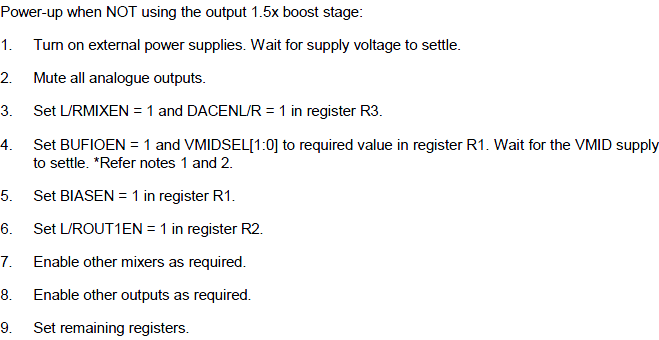 Power-up when NOT using the output 1.5x boost stage:
1. Turn on external power supplies. Wait for supply voltage to settle.
2. Mute all analogue outputs.
3. Set L/RMIXEN = 1 and DACENL/R = 1 in register R3.
4. Set BUFIOEN = 1 and VMIDSEL[1:0] to required value in register R1. Wait for the VMID supply
to settle. *Refer notes 1 and 2.
5. Set BIASEN = 1 in register R1.
6. Set L/ROUT1EN = 1 in register R2.
7. Enable other mixers as required.
8. Enable other outputs as required.
9. Set remaining registers.